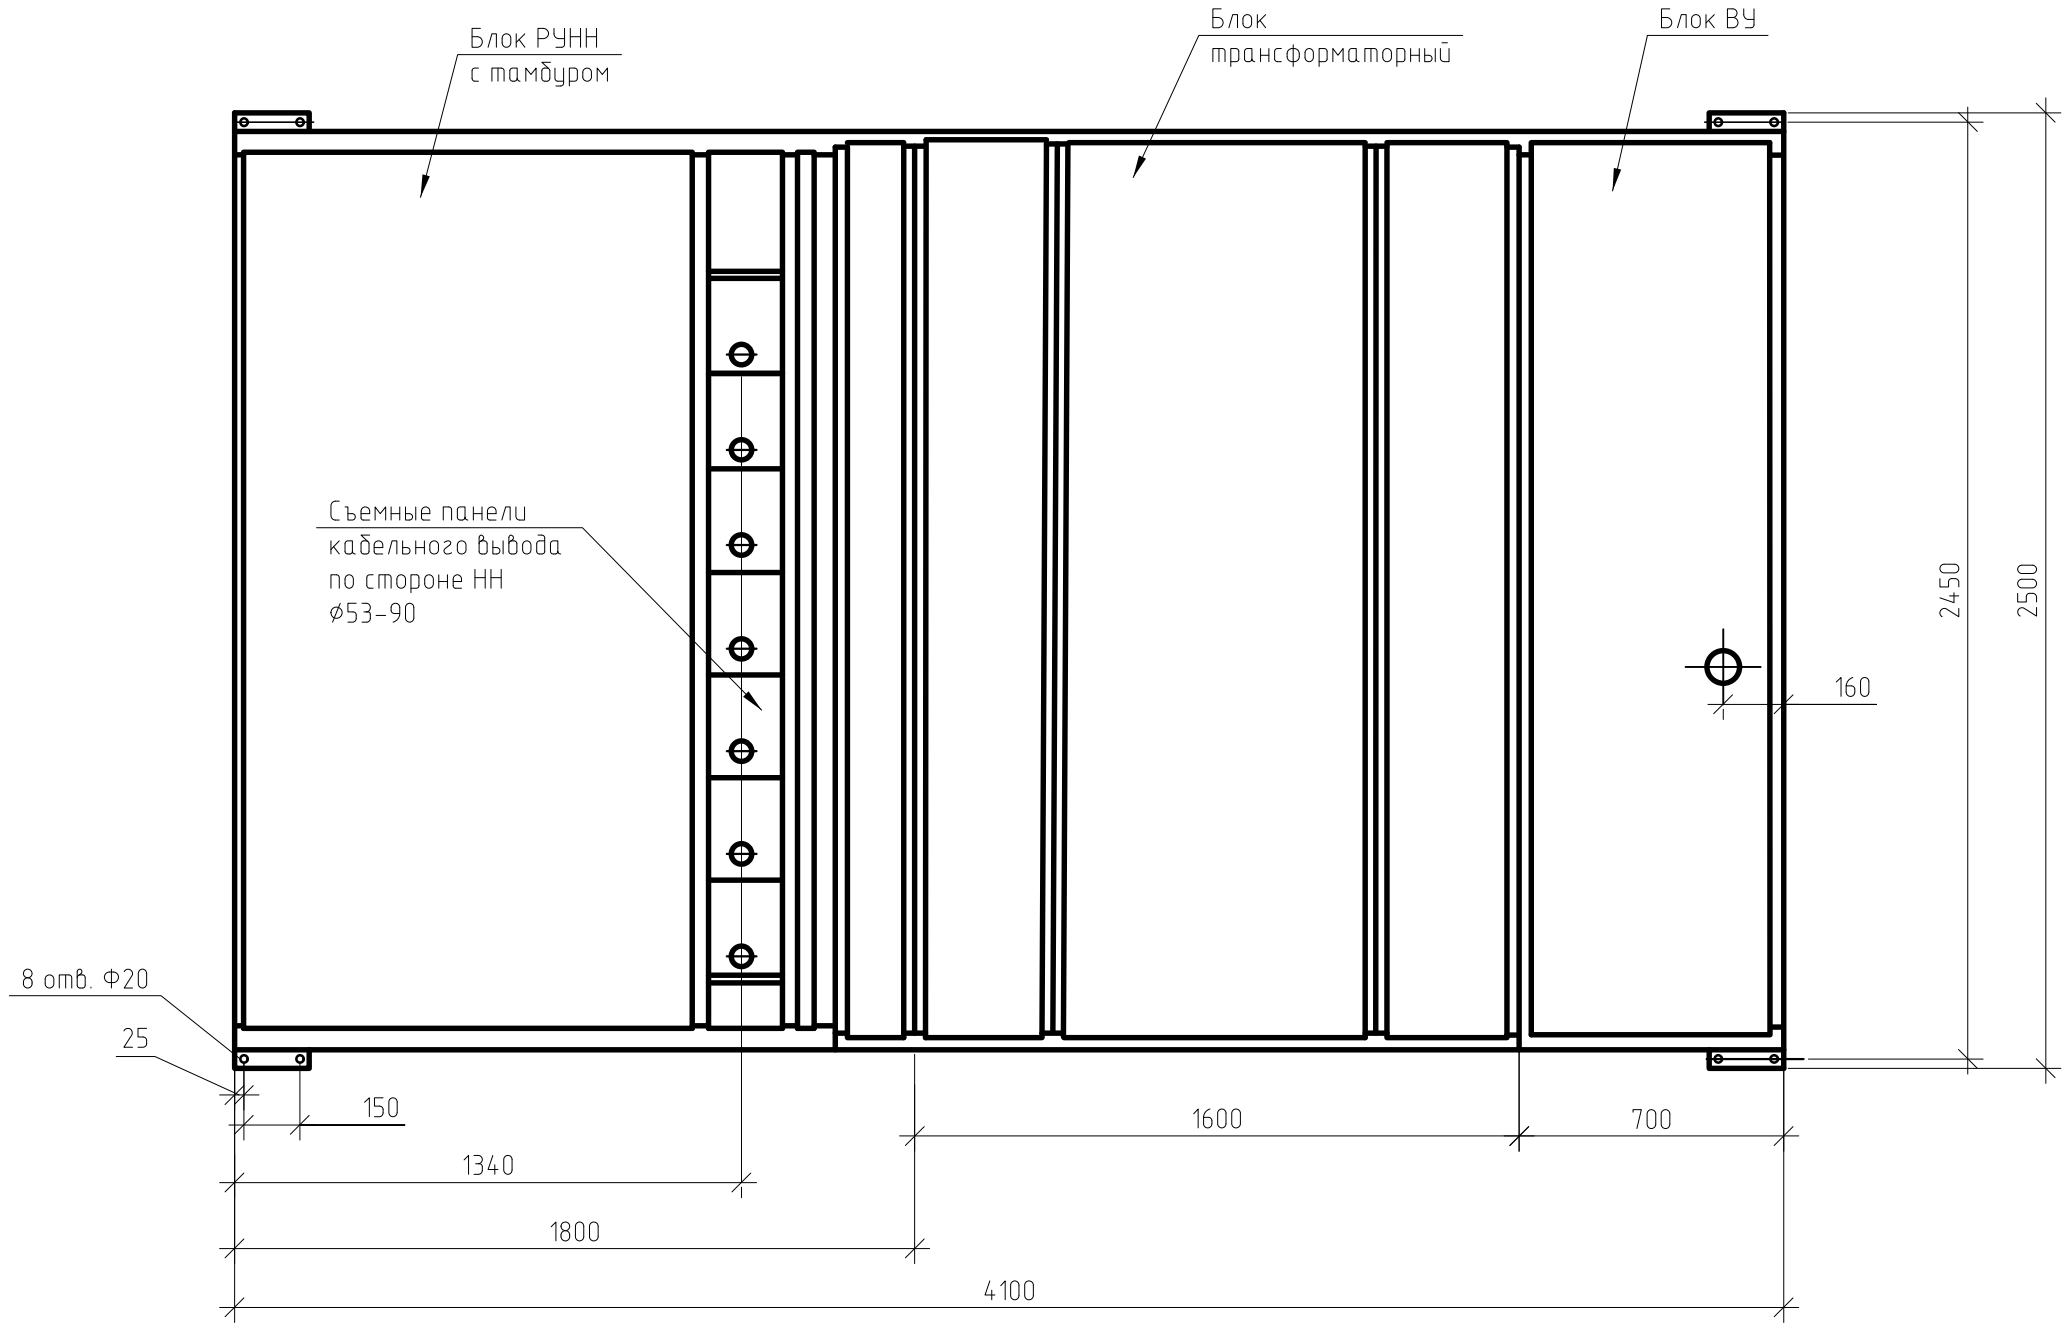 Блок РУНН
с тамбуром
Блок
трансформаторный
Блок ВУ
Съемные панели
кабельного вывода
по стороне НН
⌀53-90
2450
2500
160
8 отв. Ф20
25
150
1600
700
1340
1800
4100